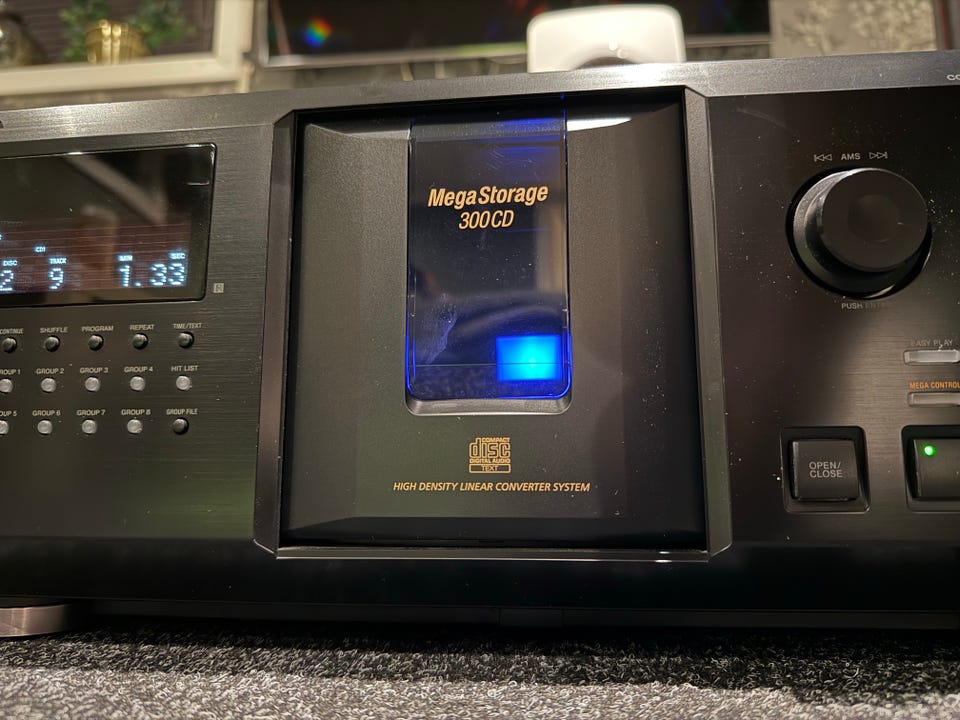 MegaStorage
300CD
CD1
DISC TRACK MIN SEC
2 9 1.33
CONTINUE SHUFFLE PROGRAM REPEAT TIME/TEXT
GROUP 2 GROUP 3 GROUP 4 HIT LIST
GROUP 6 GROUP 7 GROUP 8 GROUP FILE
COMPACT
disc
DIGITAL AUDIO
TEXT
HIGH DENSITY LINEAR CONVERTER SYSTEM
AMS
PUSH ENTER
EASY PLAY
MEGA CONTROL
OPEN/
CLOSE